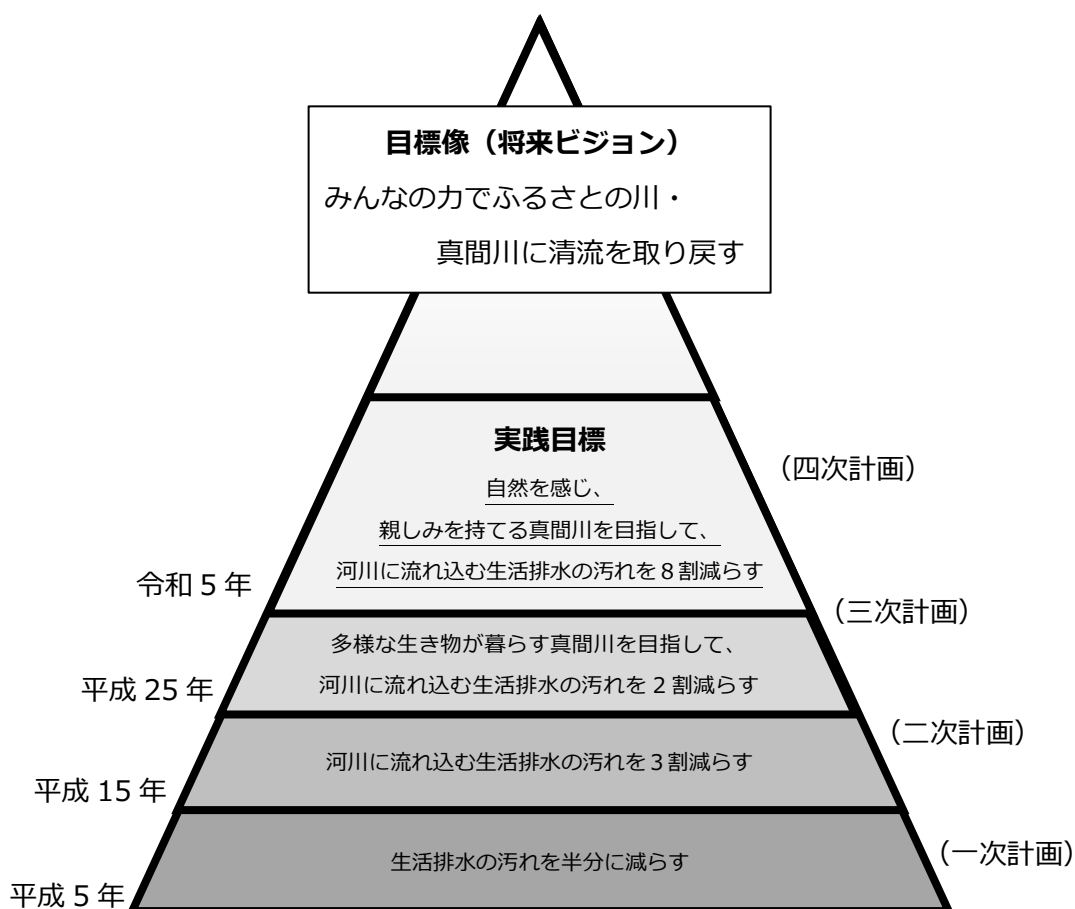 目標像（将来ビジョン）
みんなの力でふるさとの川・
真間川に清流を取り戻す
実践目標
自然を感じ、
親しみを持てる真間川を目指して、
河川に流れ込む生活排水の汚れを８割減らす
（四次計画）
令和 5 年
多様な生き物が暮らす真間川を目指して、
河川に流れ込む生活排水の汚れを２割減らす
（三次計画）
平成 25 年
河川に流れ込む生活排水の汚れを３割減らす
（二次計画）
平成 15 年
生活排水の汚れを半分に減らす
（一次計画）
平成 5 年